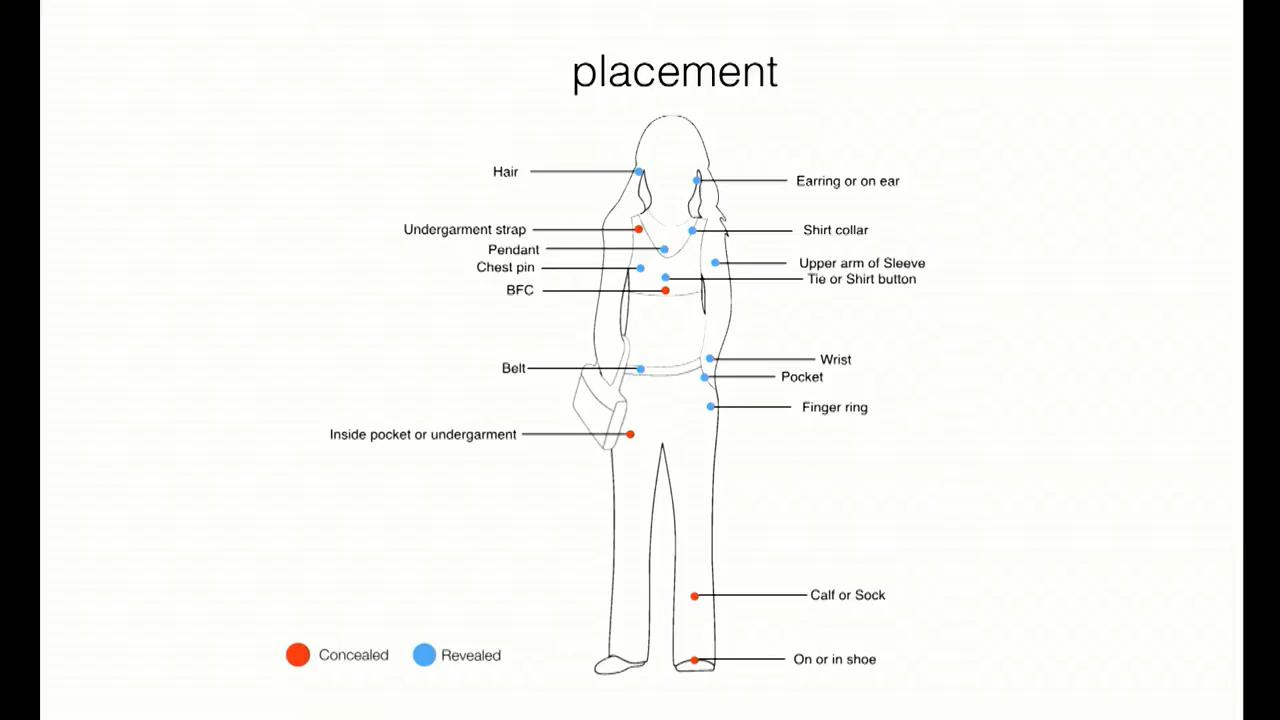 placement
Hair
Earring or on ear
Undergarment strap
Shirt collar
Pendant
Chest pin
Upper arm of Sleeve
Tie or Shirt button
BFC
Wrist
Belt
Pocket
Finger ring
Inside pocket or undergarment
Calf or Sock
Concealed
Revealed
On or in shoe